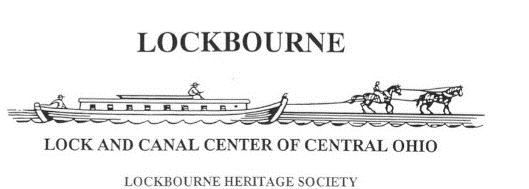 LOCKBOURNE
LOCK AND CANAL CENTER OF CENTRAL OHIO
LOCKBOURNE HERITAGE SOCIETY